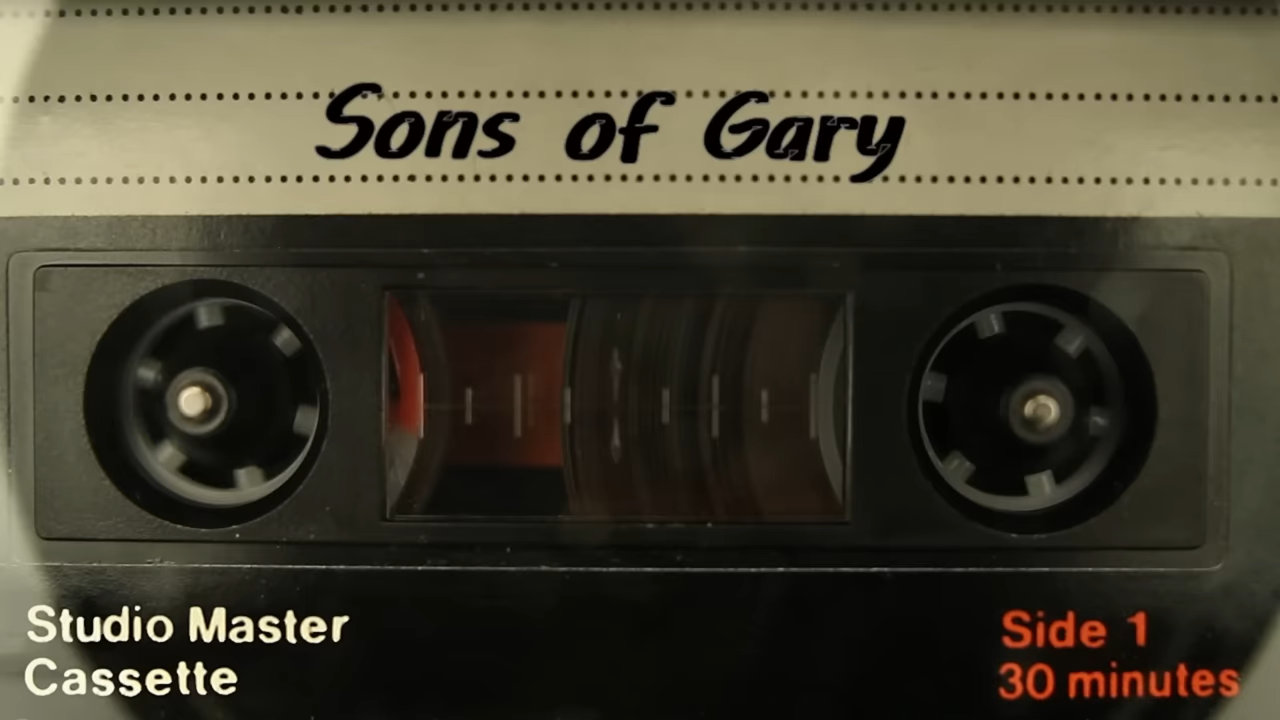 Sons of Gary
Studio Master
Cassette
Side 1
30 minutes